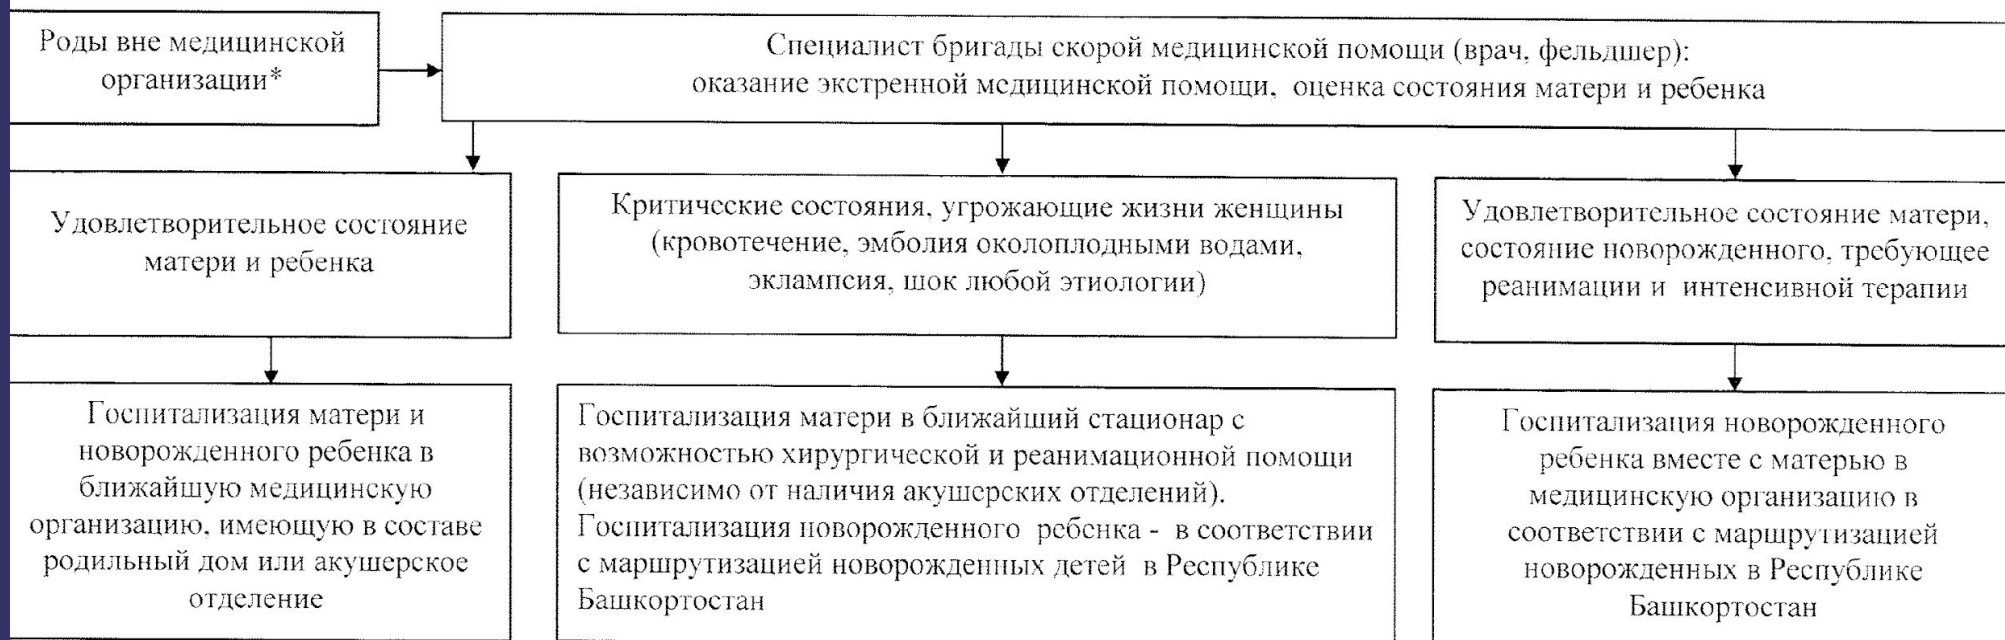 Роды вне медицинской
организации*
Специалист бригады скорой медицинской помощи (врач, фельдшер):
оказание экстренной медицинской помощи, оценка состояния матери и ребенка
Удовлетворительное состояние
матери и ребенка
Критические состояния, угрожающие жизни женщины
(кровотечение, эмболия околоплодными водами,
эклампсия, шок любой этиологии)
Удовлетворительное состояние матери,
состояние новорожденного, требующее
реанимации и интенсивной терапии
Госпитализация матери и
новорожденного ребенка в
ближайшую медицинскую
организацию, имеющую в составе
родильный дом или акушерское
отделение
Госпитализация матери в ближайший стационар с
возможностью хирургической и реанимационной помощи
(независимо от наличия акушерских отделений).
Госпитализация новорожденного ребенка - в соответствии
с маршрутизацией новорожденных детей в Республике
Башкортостан
Госпитализация новорожденного
ребенка вместе с матерью в
медицинскую организацию в
соответствии с маршрутизацией
новорожденных в Республике
Башкортостан